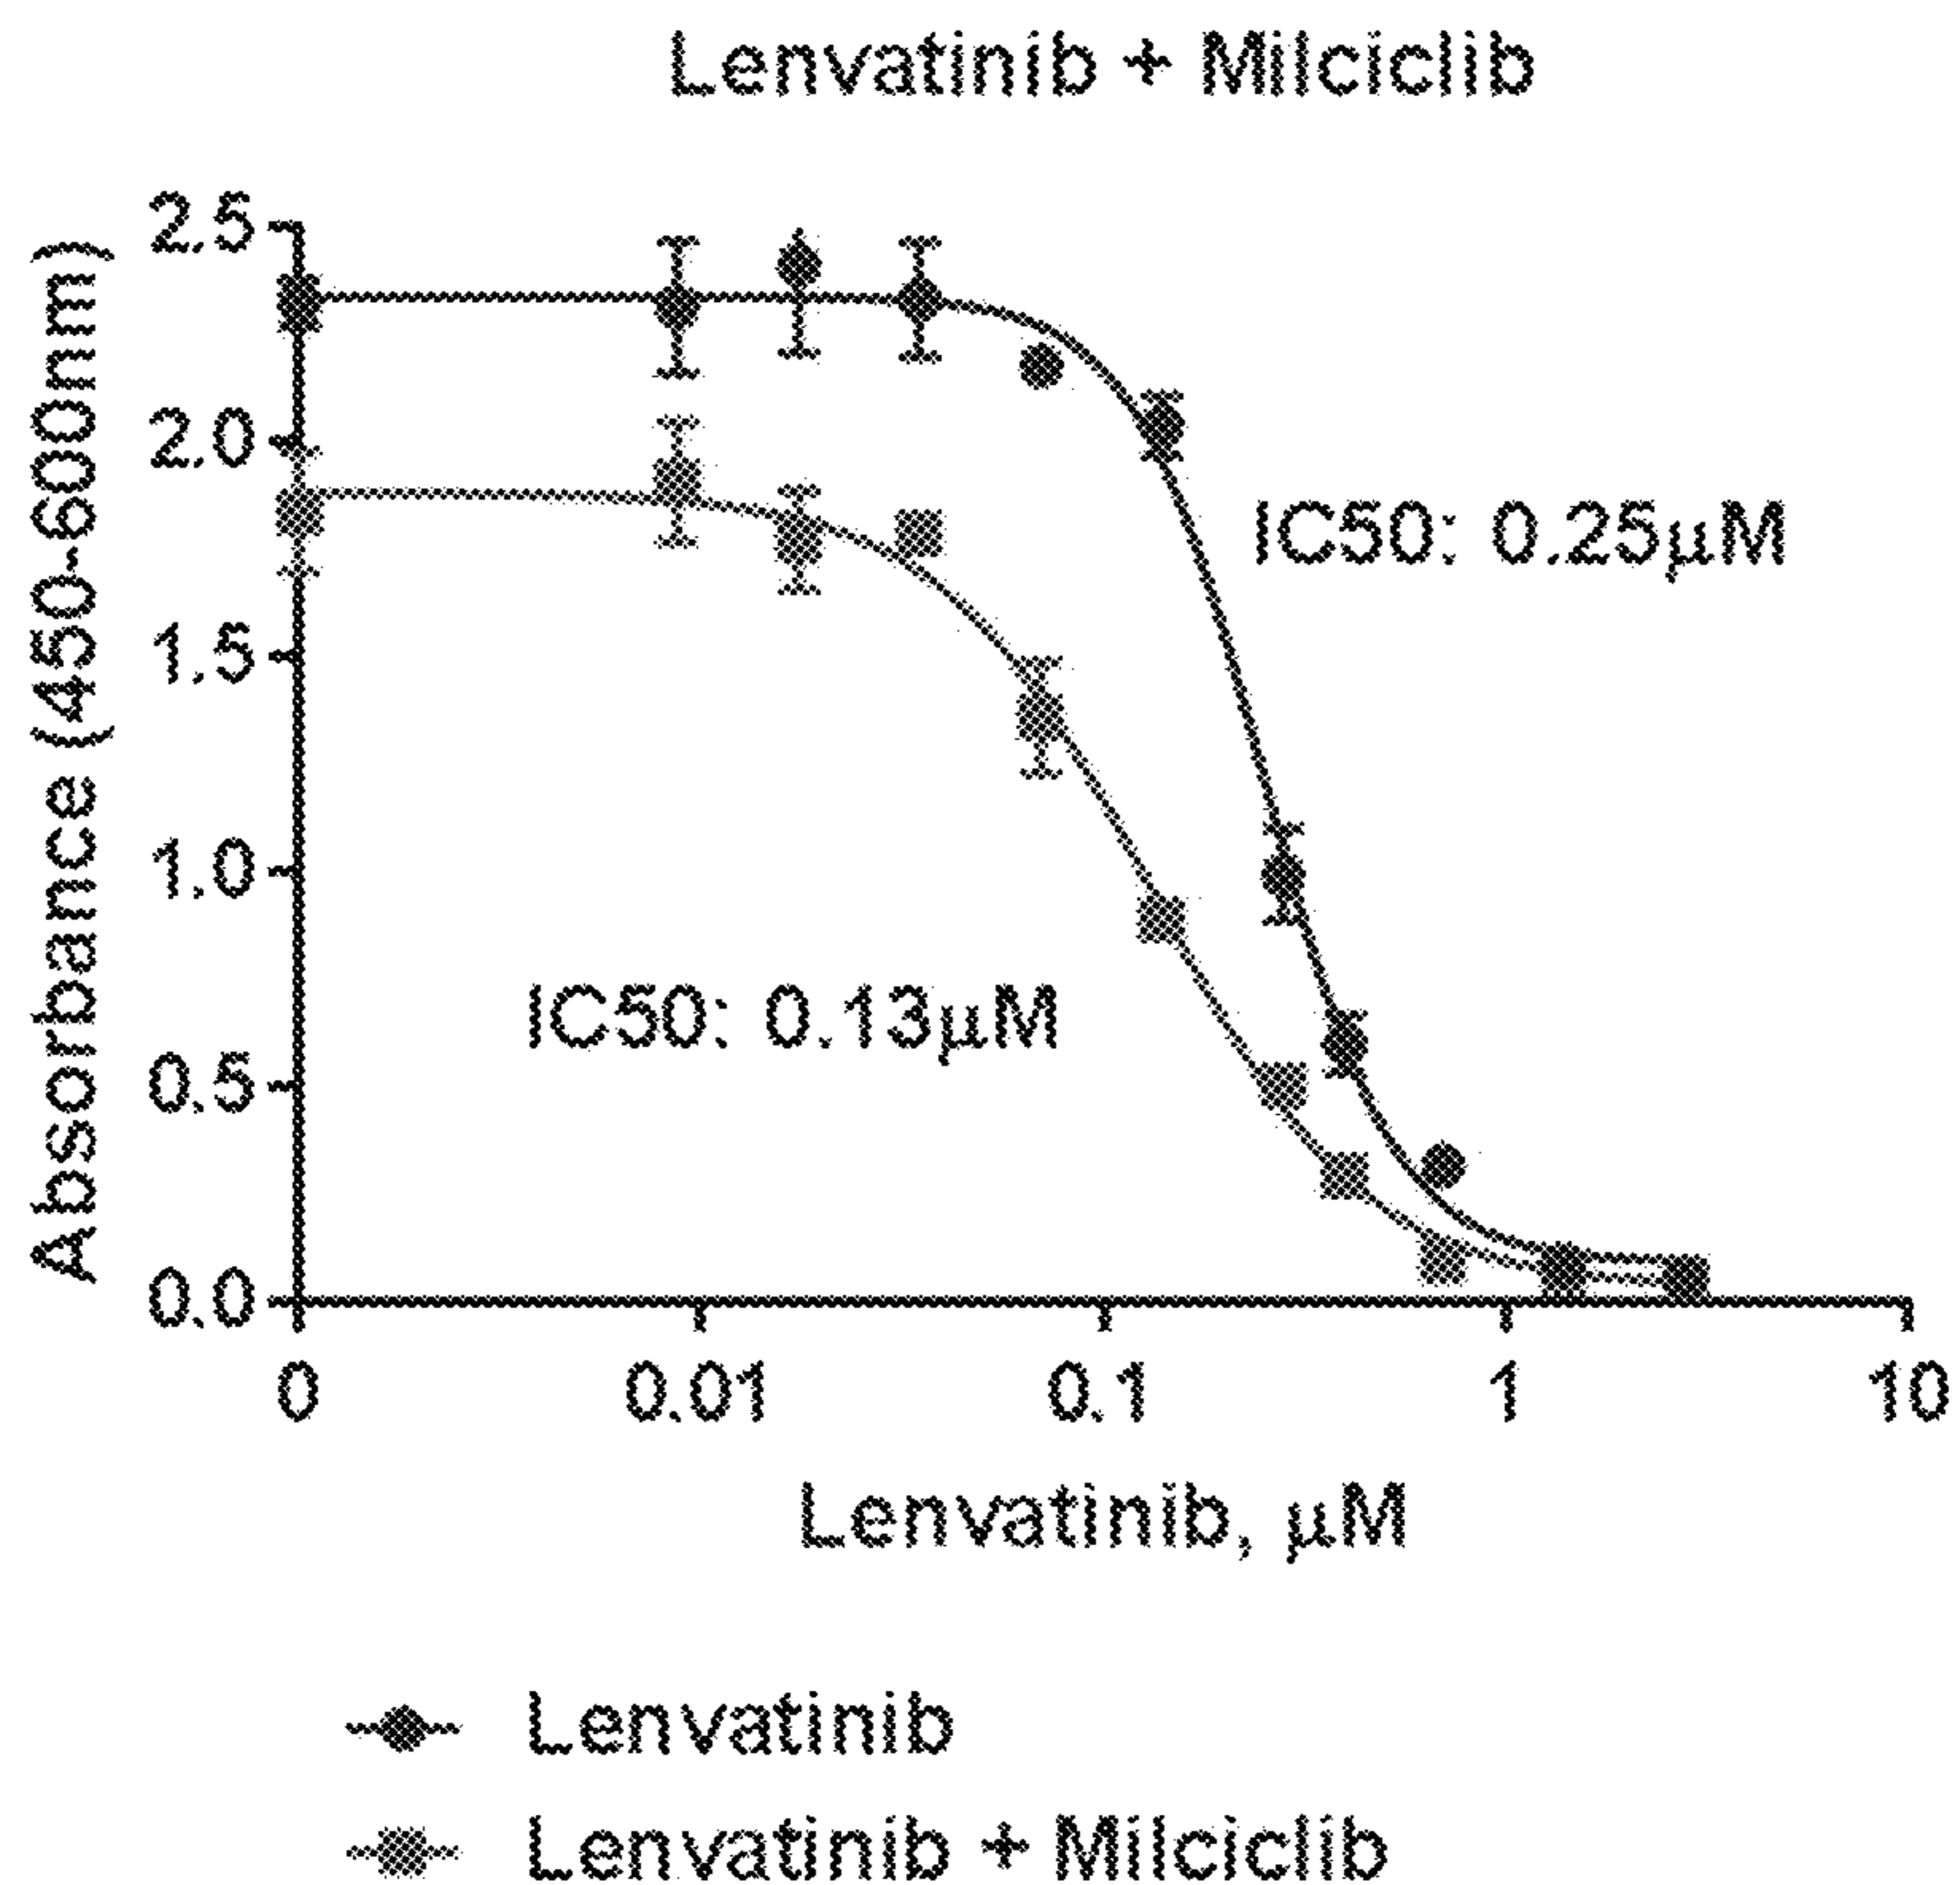 Lenvatinib + Milciclib
Absorbance (450-600nm)
2.5
2.0
1.5
1.0
0.5
0.0
IC50: 0.25µM
IC50: 0.13µM
0 0.01 0.1 1 10
Lenvatinib, µM
Lenvatinib
Lenvatinib + Milciclib